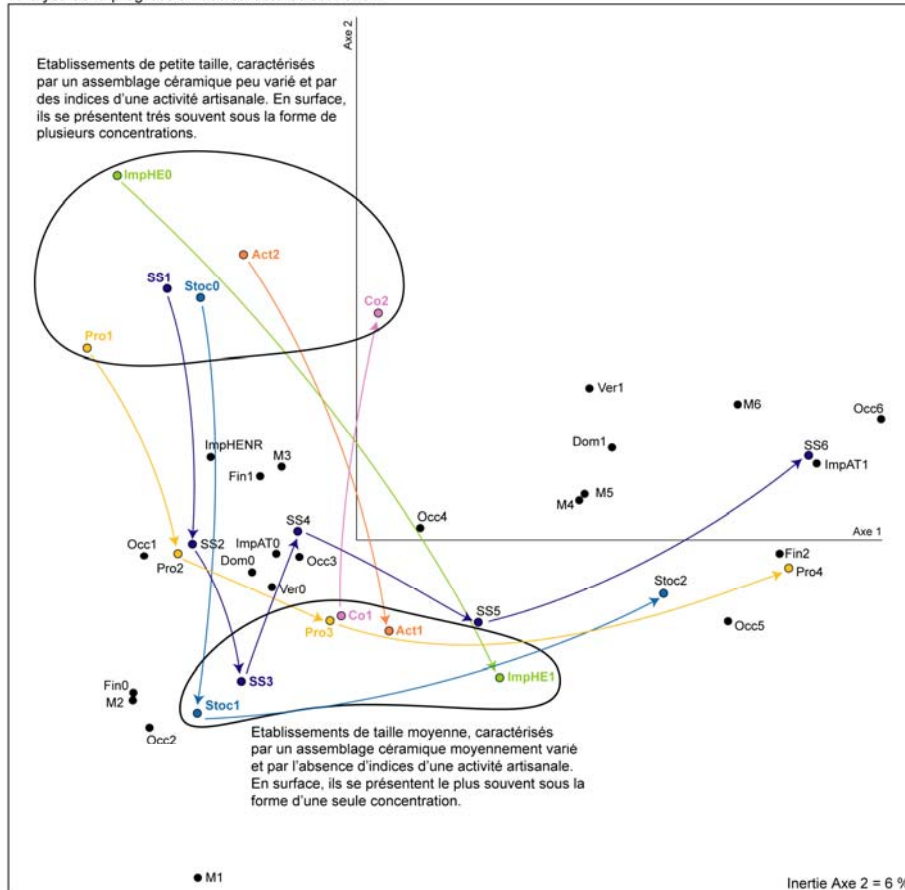 Axe 2
Etablissements de petite taille, caractérisés
par un assemblage céramique peu varié et par
des indices d'une activité artisanale. En surface,
ils se présentent trés souvent sous la forme de
plusieurs concentrations.
ImpHE0
Act2
SS1
Stoc0
Co2
Pro1
Ver1
M6
Occ6
Dom1
SS6
ImpAT1
ImpHENR
M3
Fin1
M5
M4
Occ4
SS4
Axe 1
Occ1
SS2
Pro2
ImpAT0
Occ3
Dom0
Ver0
Fin2
Pro4
Stoc2
Co1
Pro3
Act1
SS5
Occ5
SS3
ImpHE1
Fin0
M2
Stoc1
Occ2
Etablissements de taille moyenne, caractérisés
par un assemblage céramique moyennement varié
et par l'absence d'indices d'une activité artisanale.
En surface, ils se présentent le plus souvent sous la
forme d'une seule concentration.
M1
Inertie Axe 2 = 6 %